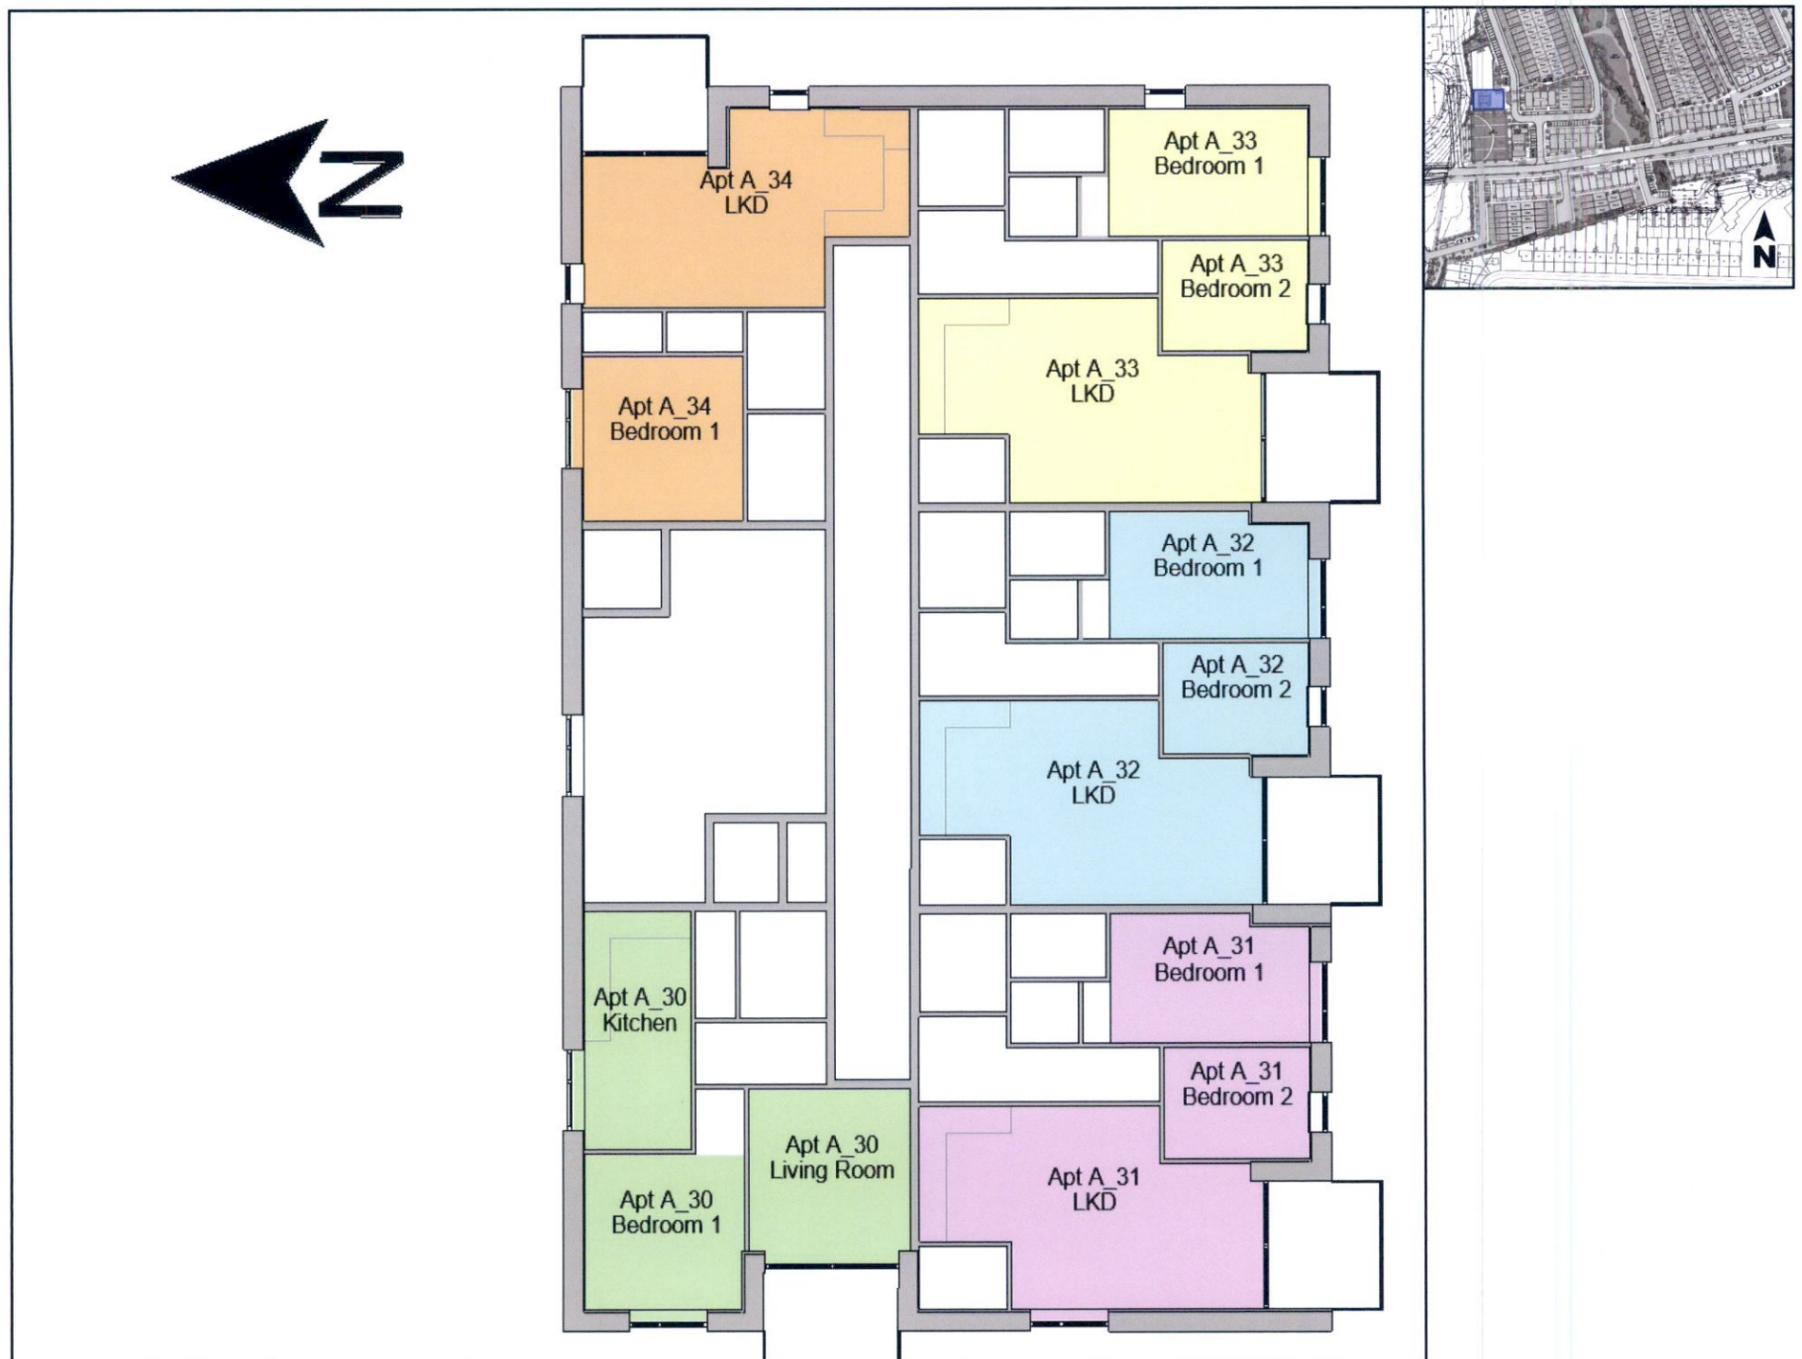 N
N
Apt A_34
LKD
Apt A_33
Bedroom 1
Apt A_33
Bedroom 2
Apt A_33
LKD
Apt A_34
Bedroom 1
Apt A_32
Bedroom 1
Apt A_32
Bedroom 2
Apt A_32
LKD
Apt A_31
Bedroom 1
Apt A_30
Kitchen
Apt A_31
Bedroom 2
Apt A_30
Living Room
Apt A_31
LKD
Apt A_30
Bedroom 1